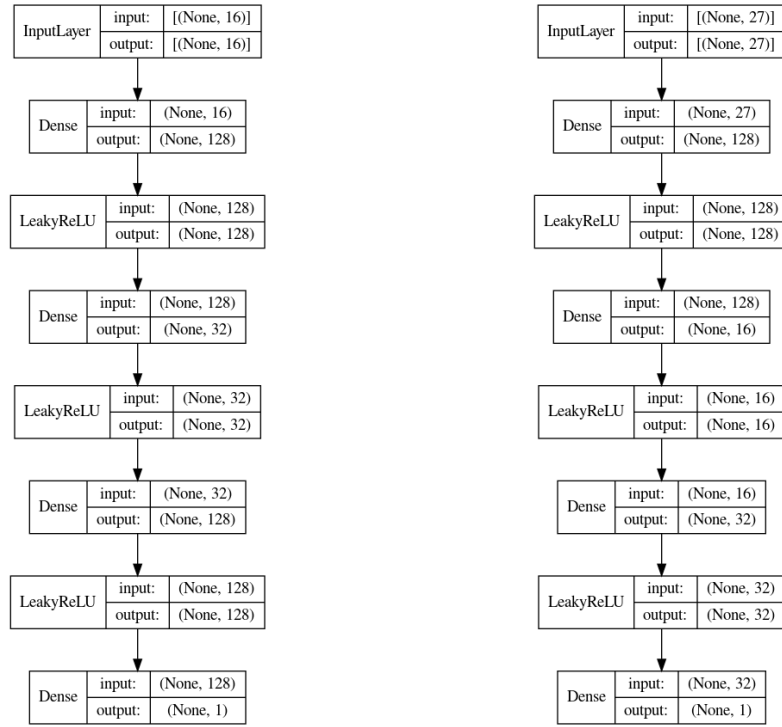 InputLayer
input: [(None, 16)]
output: [(None, 16)]
Dense
input: (None, 16)
output: (None, 128)
LeakyReLU
input: (None, 128)
output: (None, 128)
Dense
input: (None, 128)
output: (None, 32)
LeakyReLU
input: (None, 32)
output: (None, 32)
Dense
input: (None, 32)
output: (None, 128)
LeakyReLU
input: (None, 128)
output: (None, 128)
Dense
input: (None, 128)
output: (None, 1)
InputLayer
input: [(None, 27)]
output: [(None, 27)]
Dense
input: (None, 27)
output: (None, 128)
LeakyReLU
input: (None, 128)
output: (None, 128)
Dense
input: (None, 128)
output: (None, 16)
LeakyReLU
input: (None, 16)
output: (None, 16)
Dense
input: (None, 16)
output: (None, 32)
LeakyReLU
input: (None, 32)
output: (None, 32)
Dense
input: (None, 32)
output: (None, 1)